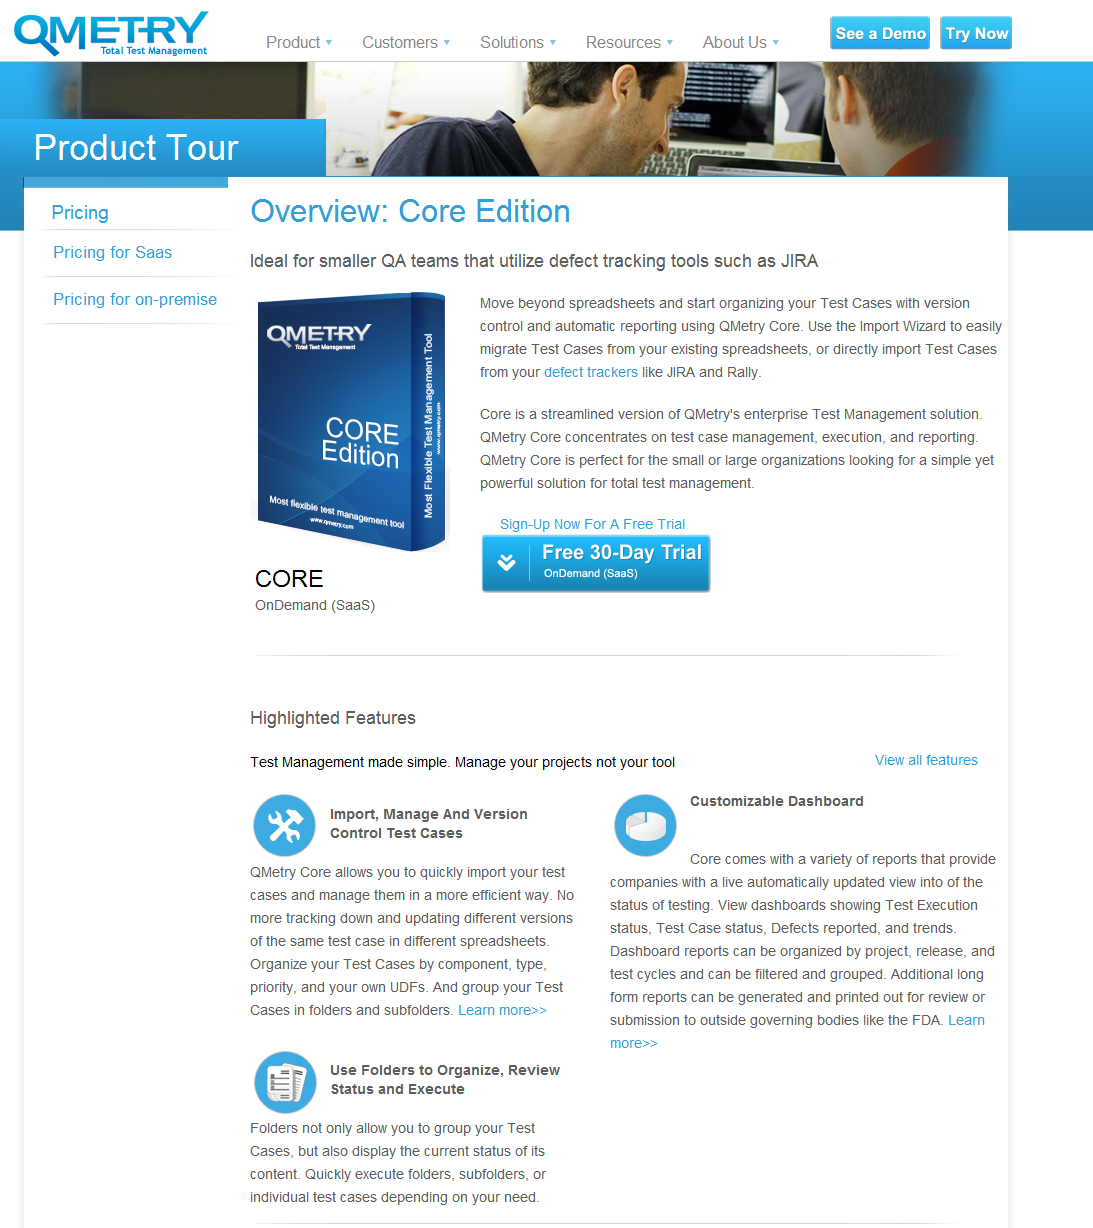 QMETRY
Total Test Management
Product
Customers
Solutions
Resources
About Us
See a Demo
Try Now
Product Tour
Pricing
Pricing for Saas
Pricing for on-premise
Overview: Core Edition
Ideal for smaller QA teams that utilize defect tracking tools such as JIRA
QMETRY
Total Test Management
CORE
Edition
Most flexible test management tool
www.qmetry.com
Most Flexible Test Management Tool
www.qmetry.com
CORE
OnDemand (SaaS)
Move beyond spreadsheets and start organizing your Test Cases with version
control and automatic reporting using QMetry Core. Use the Import Wizard to easily
migrate Test Cases from your existing spreadsheets, or directly import Test Cases
from your defect trackers like JIRA and Rally.
Core is a streamlined version of QMetry's enterprise Test Management solution.
QMetry Core concentrates on test case management, execution, and reporting.
QMetry Core is perfect for the small or large organizations looking for a simple yet
powerful solution for total test management.
Sign-Up Now For A Free Trial
Free 30-Day Trial
OnDemand (SaaS)
Highlighted Features
Test Management made simple. Manage your projects not your tool
View all features
Import, Manage And Version
Control Test Cases
QMetry Core allows you to quickly import your test
cases and manage them in a more efficient way. No
more tracking down and updating different versions
of the same test case in different spreadsheets.
Organize your Test Cases by component, type,
priority, and your own UDFs. And group your Test
Cases in folders and subfolders. Learn more>>
Customizable Dashboard
Core comes with a variety of reports that provide
companies with a live automatically updated view into of the
status of testing. View dashboards showing Test Execution
status, Test Case status, Defects reported, and trends.
Dashboard reports can be organized by project, release, and
test cycles and can be filtered and grouped. Additional long
form reports can be generated and printed out for review or
submission to outside governing bodies like the FDA. Learn
more>>
Use Folders to Organize, Review
Status and Execute
Folders not only allow you to group your Test
Cases, but also display the current status of its
content. Quickly execute folders, subfolders, or
individual test cases depending on your need.